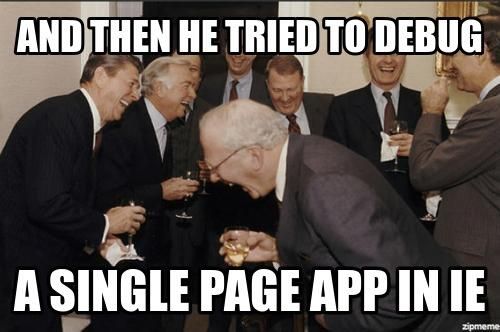 AND THEN HE TRIED TO DEBUG
A SINGLE PAGE APP IN IE
zipmeme